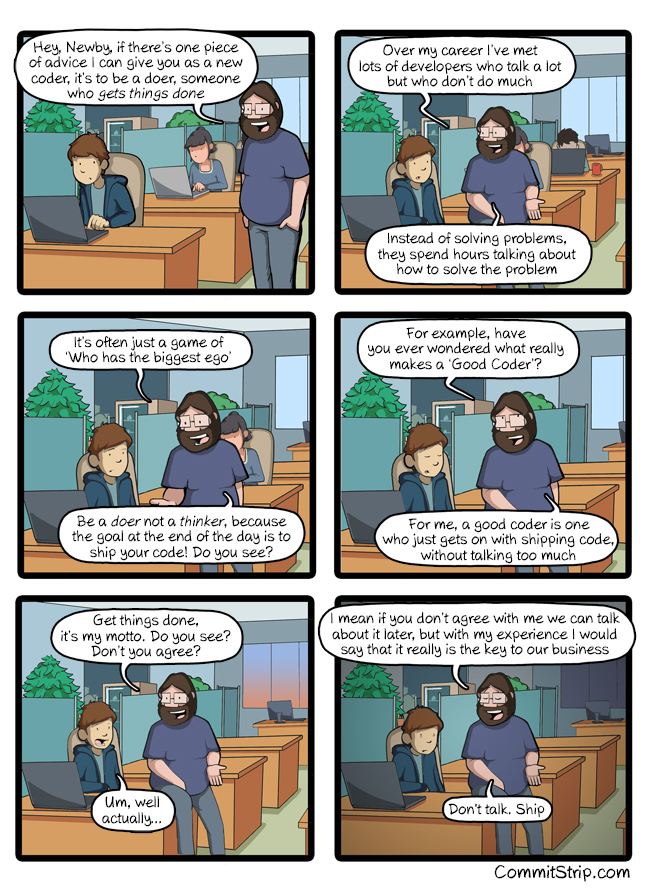 Hey, Newby, if there's one piece
of advice I can give you as a new
coder, it's to be a doer, someone
who gets things done
Over my career I've met
lots of developers who talk a lot
but who don't do much
Instead of solving problems,
they spend hours talking about
how to solve the problem
It's often just a game of
'Who has the biggest ego'
Be a doer not a thinker, because
the goal at the end of the day is to
ship your code! Do you see?
For example, have
you ever wondered what really
makes a 'Good Coder'?
For me, a good coder is one
who just gets on with shipping code,
without talking too much
Get things done,
it's my motto. Do you see?
Don't you agree?
Um, well
actually...
I mean if you don't agree with me we can talk
about it later, but with my experience I would
say that it really is the key to our business
Don't talk. Ship
CommitStrip.com